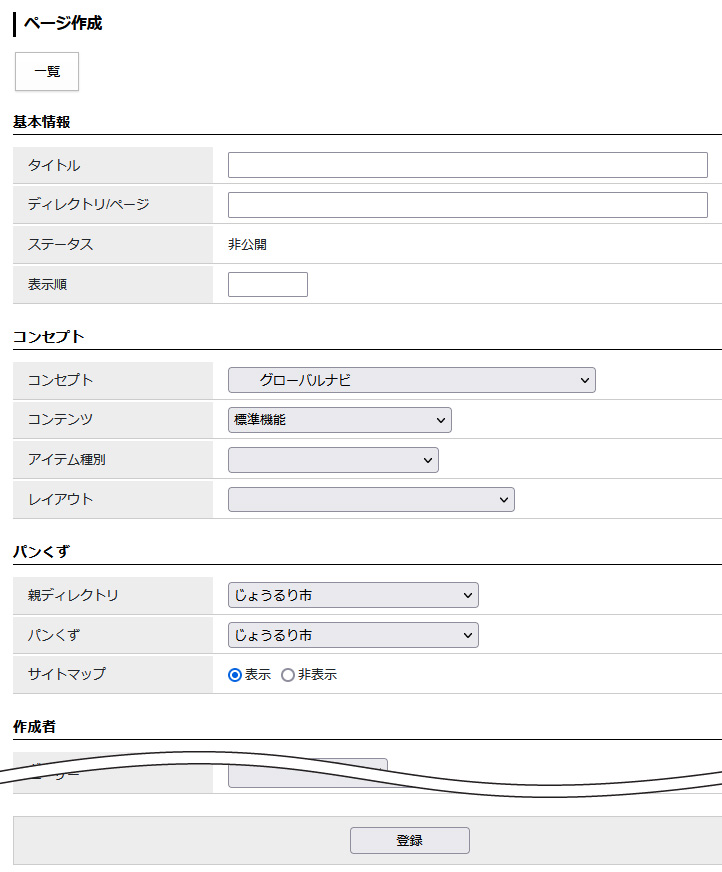 ページ作成
一覧
基本情報
タイトル
ディレクトリ/ページ
ステータス 非公開
表示順
コンセプト
コンセプト グローバルナビ
コンテンツ 標準機能
アイテム種別
レイアウト
パンくず
親ディレクトリ じょうるり市
パンくず じょうるり市
サイトマップ 表示 非表示
作成者
登録